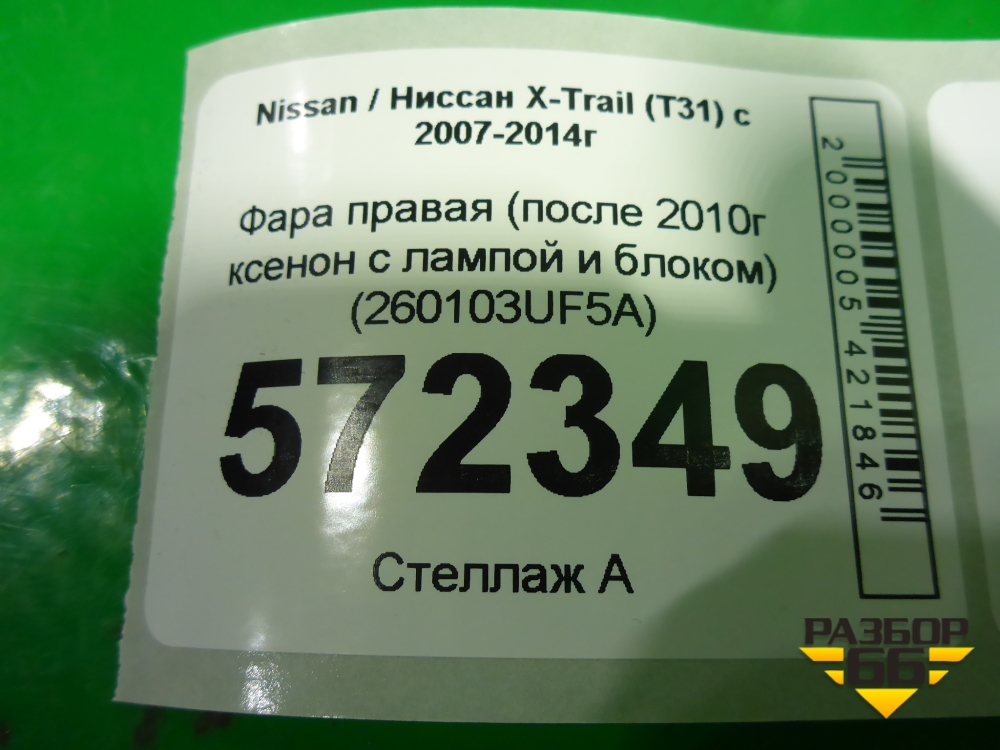 Nissan / Ниссан X-Trail (T31) с
2007-2014г
Фара правая (после 2010г
ксенон с лампой и блоком)
(260103UF5A)
572349
Стеллаж А
2000005421846
РАЗБОР
66